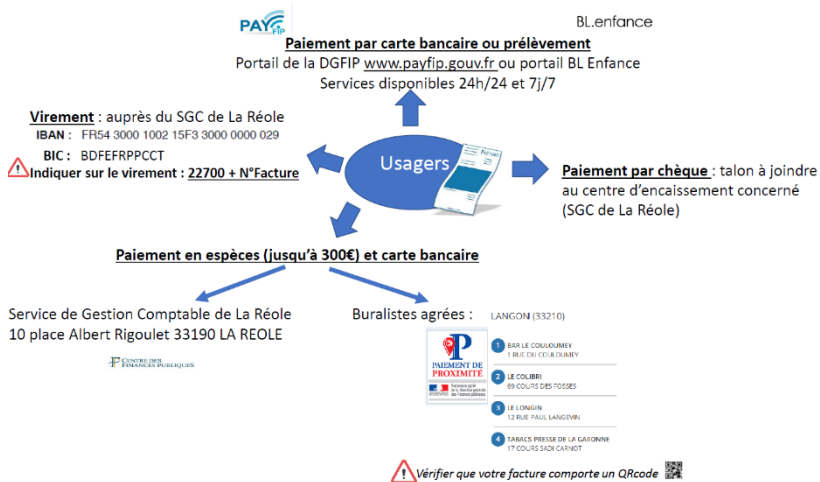 PAY
FIP
BL.enfance
Paiement par carte bancaire ou prélèvement
Portail de la DGFIP www.payfip.gouv.fr ou portail BL Enfance
Services disponibles 24h/24 et 7j/7
Virement : auprès du SGC de La Réole
IBAN : FR54 3000 1002 15F3 3000 0000 029
BIC : BDFEFRPPCCT
Indiquer sur le virement : 22700 + N°Facture
Usagers
FACTURE
Paiement par chèque : talon à joindre
au centre d'encaissement concerné
(SGC de La Réole)
Paiement en espèces (jusqu'à 300€) et carte bancaire
Service de Gestion Comptable de La Réole
10 place Albert Rigoulet 33190 LA REOLE
CENTRE DES
FINANCES PUBLIQUES
Buralistes agrées :
LANGON (33210)
PAIEMENT DE
PROXIMITÉ
1 BAR LE COULOUMEY
1 RUE DU COULOUMEY
2 LE COLIBRI
69 COURS DES FOSSES
3 LE LONGIN
12 RUE PAUL LANGEVIN
4 TABACS PRESSE DE LA GARONNE
17 COURS SADI CARNOT
Vérifier que votre facture comporte un QRcode